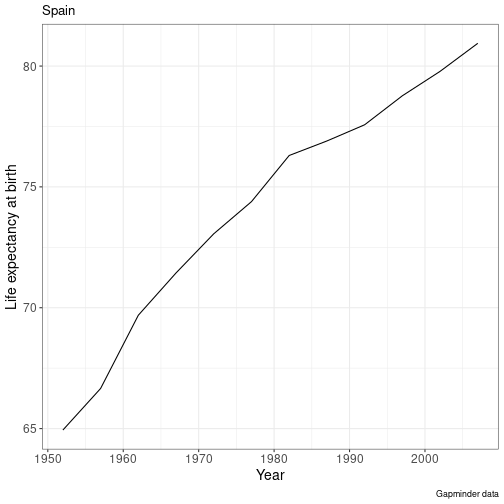 Spain
80
75
70
65
Life expectancy at birth
1950 1960 1970 1980 1990 2000
Year
Gapminder data